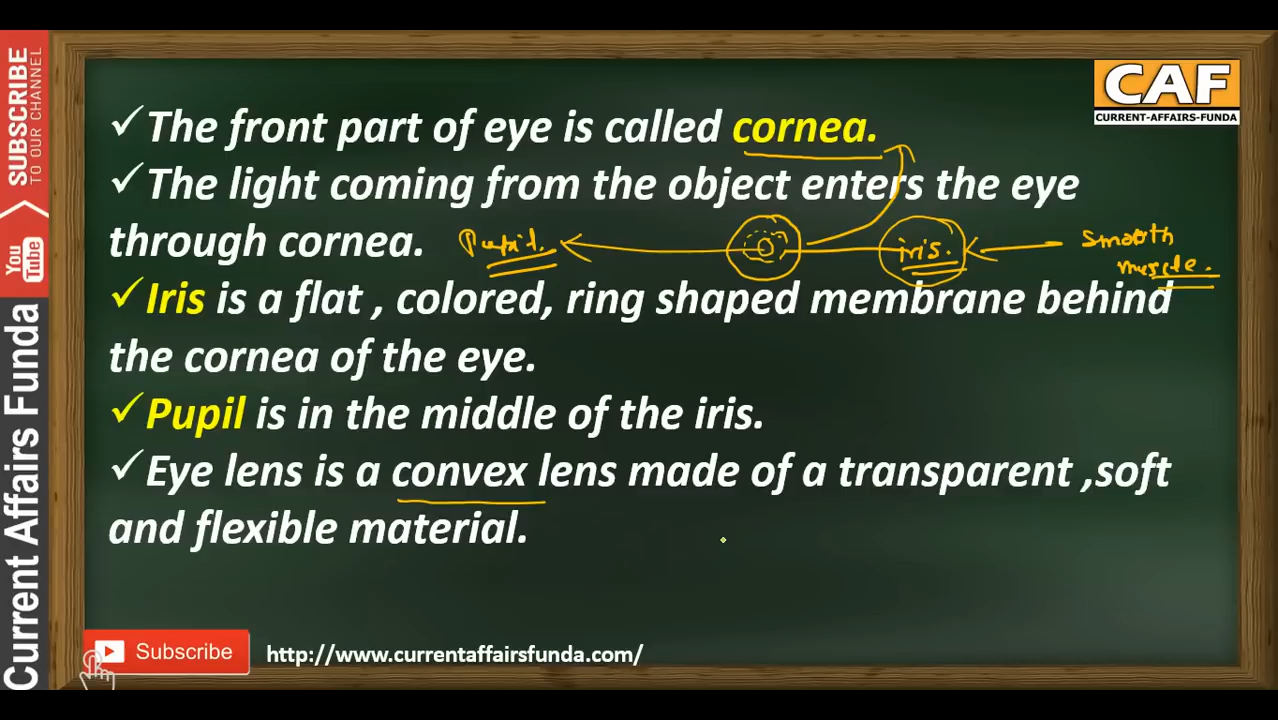 SUBSCRIBE
TO OUR CHANNEL
You Tube
Current Affairs Funda
CAF
CURRENT-AFFAIRS-FUNDA
✓ The front part of eye is called cornea.
✓ The light coming from the object enters the eye
through cornea.
Pupil.
iris.
Smooth
muscle.
✓ Iris is a flat , colored, ring shaped membrane behind
the cornea of the eye.
✓ Pupil is in the middle of the iris.
✓ Eye lens is a convex lens made of a transparent ,soft
and flexible material.
Subscribe
http://www.currentaffairsfunda.com/